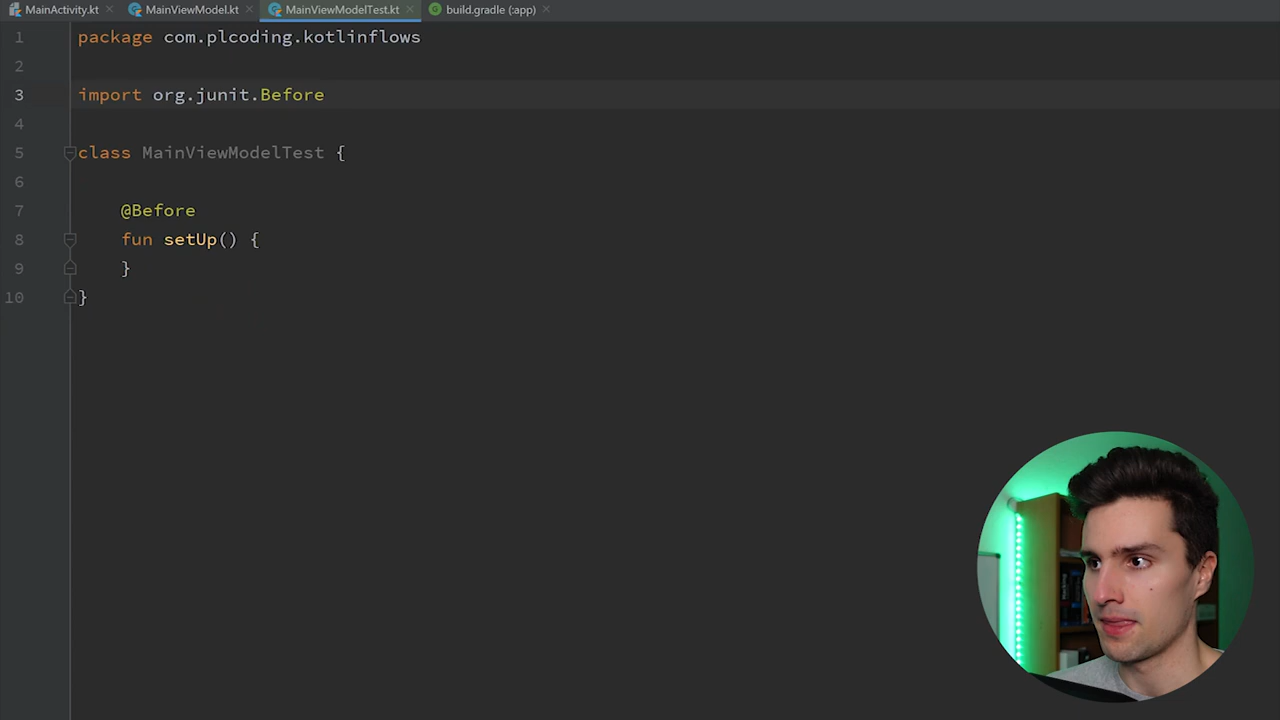 MainActivity.kt MainViewModel.kt MainViewModelTest.kt build.gradle (:app)
1 package com.plcoding.kotlinflows
2
3 import org.junit.Before
4
5 class MainViewModelTest {
6
7 @Before
8 fun setUp() {
9 }
10 }